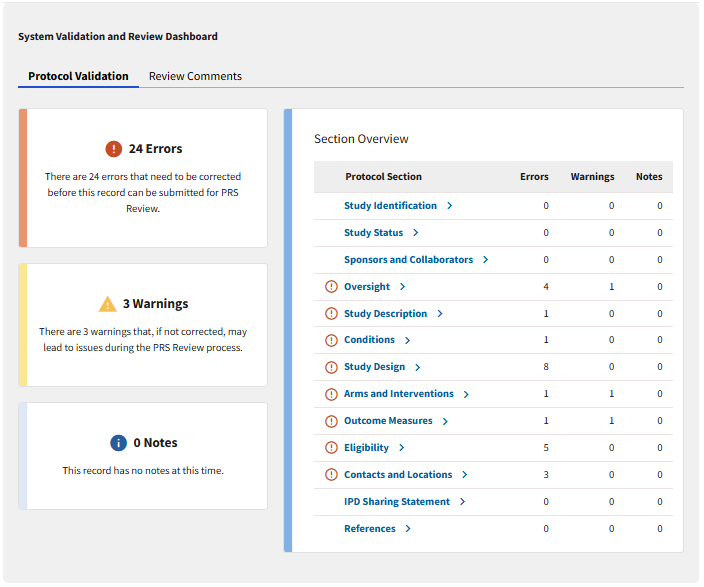 System Validation and Review Dashboard
Protocol Validation Review Comments
24 Errors
There are 24 errors that need to be corrected
before this record can be submitted for PRS
Review.
3 Warnings
There are 3 warnings that, if not corrected, may
lead to issues during the PRS Review process.
0 Notes
This record has no notes at this time.
Section Overview
Protocol Section Errors Warnings Notes
Study Identification 0 0 0
Study Status 0 0 0
Sponsors and Collaborators 0 0 0
Oversight 4 1 0
Study Description 1 0 0
Conditions 1 0 0
Study Design 8 0 0
Arms and Interventions 1 1 0
Outcome Measures 1 1 0
Eligibility 5 0 0
Contacts and Locations 3 0 0
IPD Sharing Statement 0 0 0
References 0 0 0